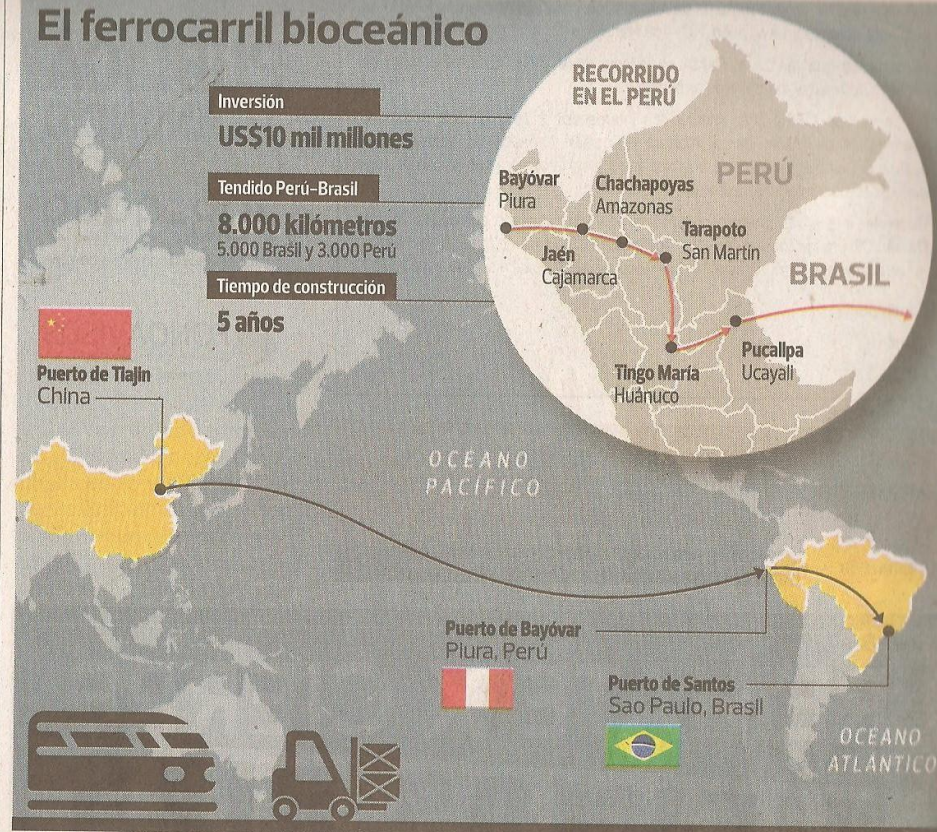 El ferrocarril bioceánico
Inversión
US$10 mil millones
Tendido Perú-Brasil
8.000 kilómetros
5.000 Brasil y 3.000 Perú
Tiempo de construcción
5 años
RECORRIDO
EN EL PERÚ
PERÚ
BRASIL
Bayóvar
Piura
Jaén
Cajamarca
Chachapoyas
Amazonas
Tarapoto
San Martín
Tingo María
Huánuco
Pucallpa
Ucayali
Puerto de Tiajin
China
OCÉANO
PACÍFICO
Puerto de Bayóvar
Piura, Perú
Puerto de Santos
Sao Paulo, Brasil
OCÉANO
ATLÁNTICO